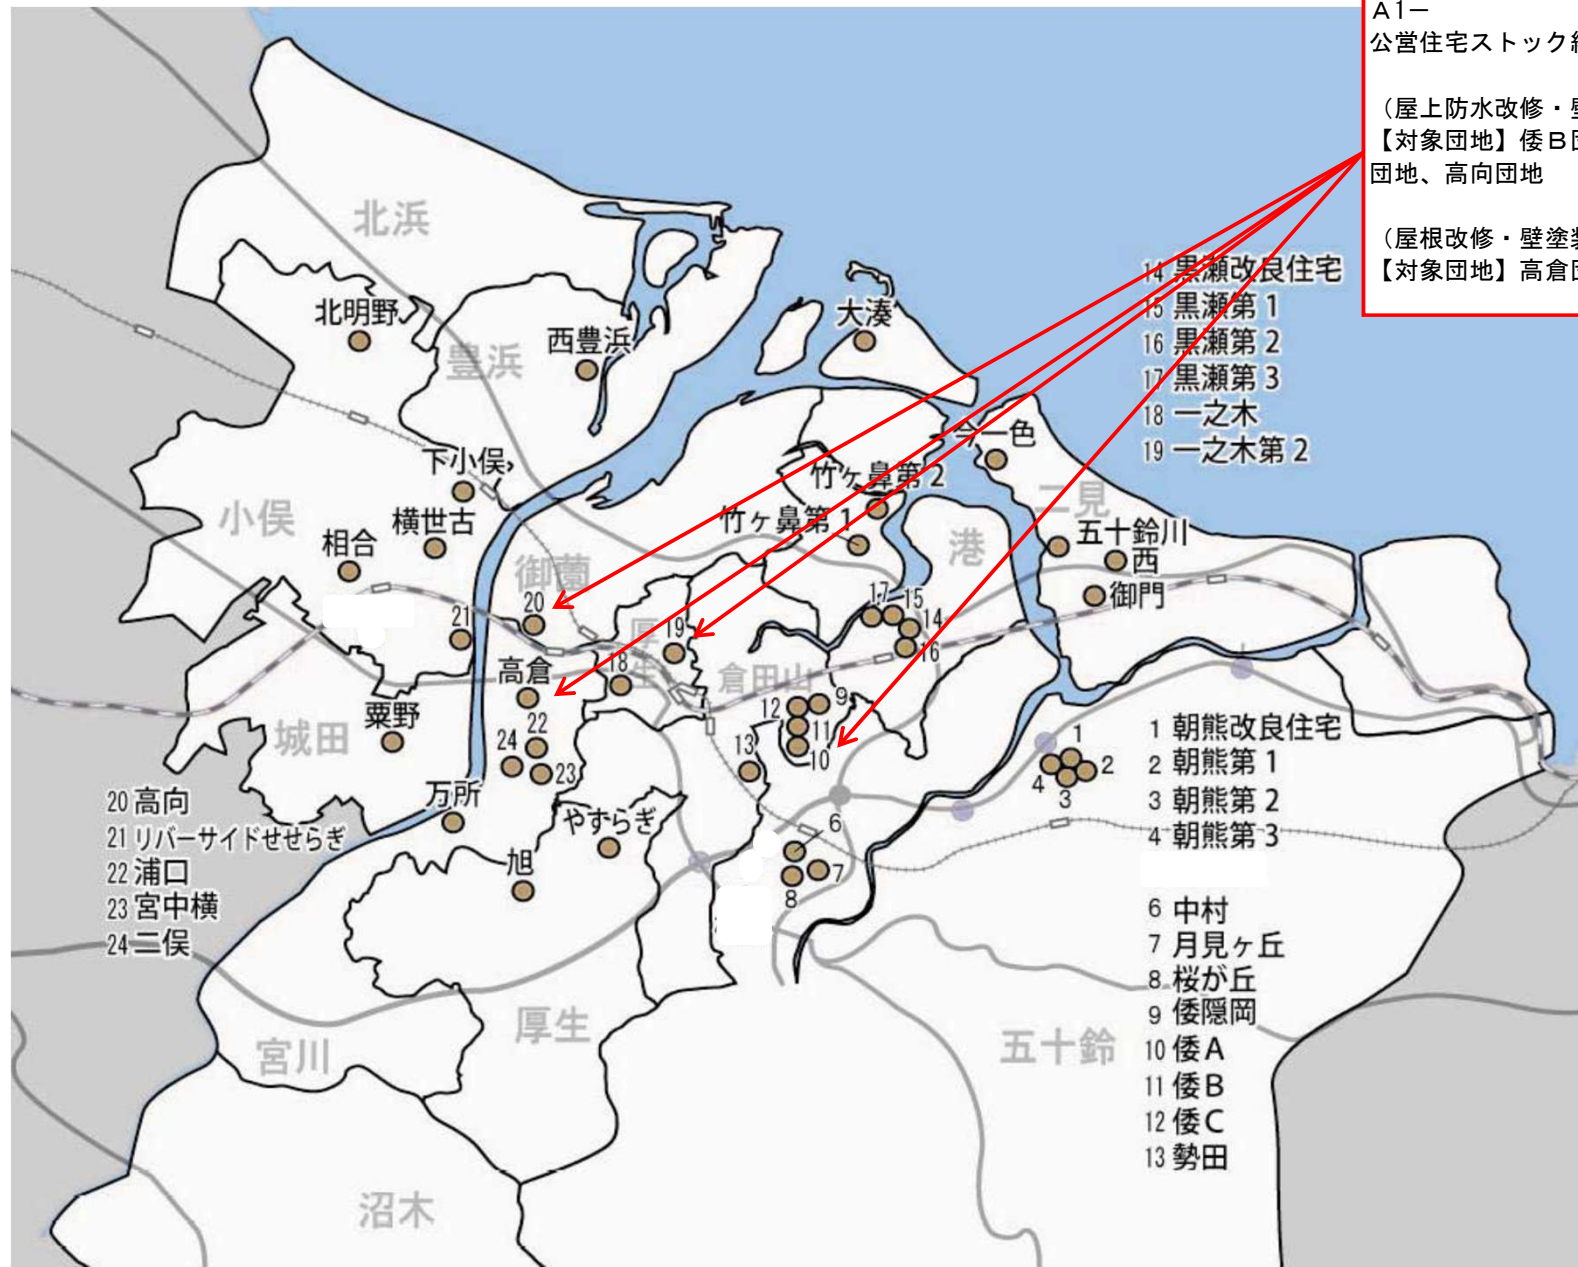 A1－
公営住宅ストック
（屋上防水改修・
【対象団地】倭Ｂ
団地、高向団地
（屋根改修・壁塗
【対象団地】高倉
北浜
北明野
豊浜
西豊浜
大湊
14 黒瀬改良住宅
15 黒瀬第１
16 黒瀬第２
17 黒瀬第３
18 一之木
19 一之木第２
今一色
下小俣
竹ヶ鼻第２
竹ヶ鼻第１
二見
小俣
横世古
相合
港
五十鈴川
西
御薗
御門
20
21
厚生
19
18
17
15
14
16
高倉
倉田山
粟野
城田
12
9
11
10
13
22
24
23
1
2
3
4
1 朝熊改良住宅
2 朝熊第１
3 朝熊第２
4 朝熊第３
20 高向
21 リバーサイドせせらぎ
22 浦口
23 宮中横
24 二俣
万所
やすらぎ
旭
6
7
8
6 中村
7 月見ヶ丘
8 桜が丘
9 倭隠岡
10 倭Ａ
11 倭Ｂ
12 倭Ｃ
13 勢田
宮川
厚生
五十鈴
沼木